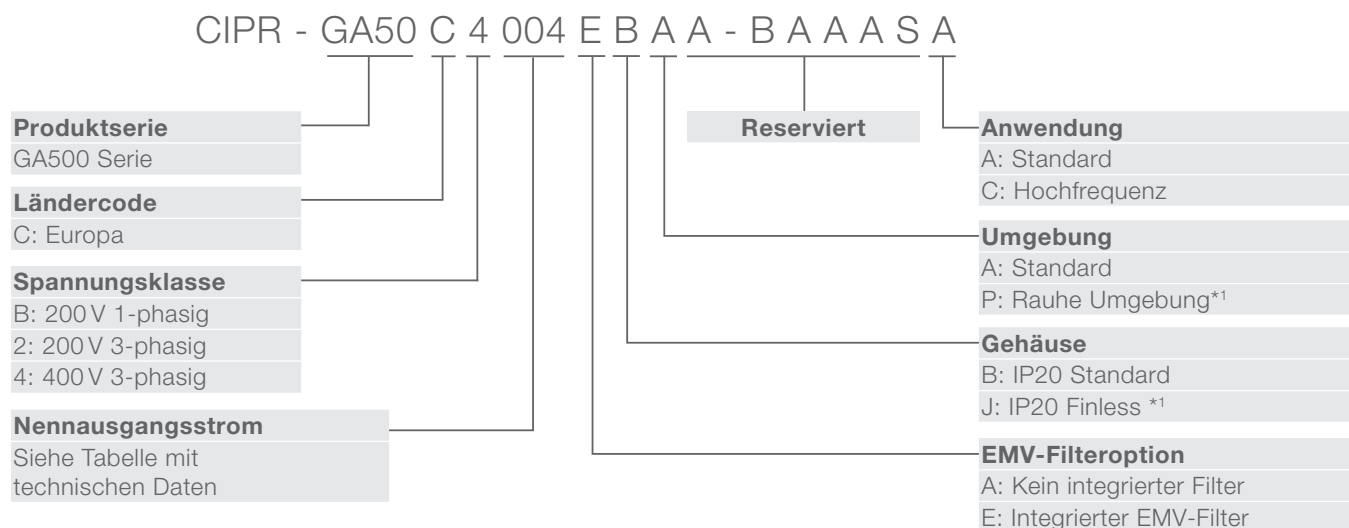 CIPR - GA50 C 4 004 E B A A - B A A A S A
Produktserie
GA500 Serie
Ländercode
C: Europa
Spannungsklasse
B: 200 V 1-phasig
2: 200 V 3-phasig
4: 400 V 3-phasig
Nennausgangsstrom
Siehe Tabelle mit
technischen Daten
Reserviert
Anwendung
A: Standard
C: Hochfrequenz
Umgebung
A: Standard
P: Rauhe Umgebung*1
Gehäuse
B: IP20 Standard
J: IP20 Finless *1
EMV-Filteroption
A: Kein integrierter Filter
E: Integrierter EMV-Filter